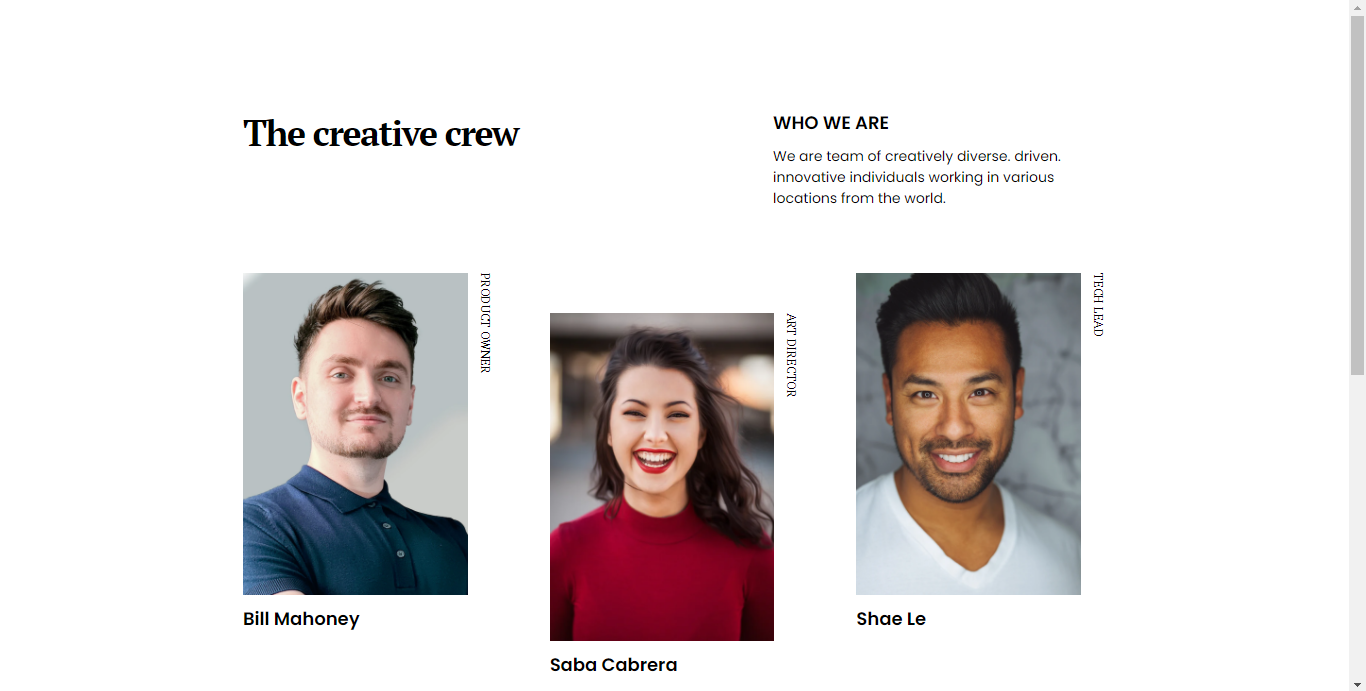 The creative crew
WHO WE ARE
We are team of creatively diverse. driven.
innovative individuals working in various
locations from the world.
PRODUCT OWNER
Bill Mahoney
ART DIRECTOR
Saba Cabrera
TECH LEAD
Shae Le